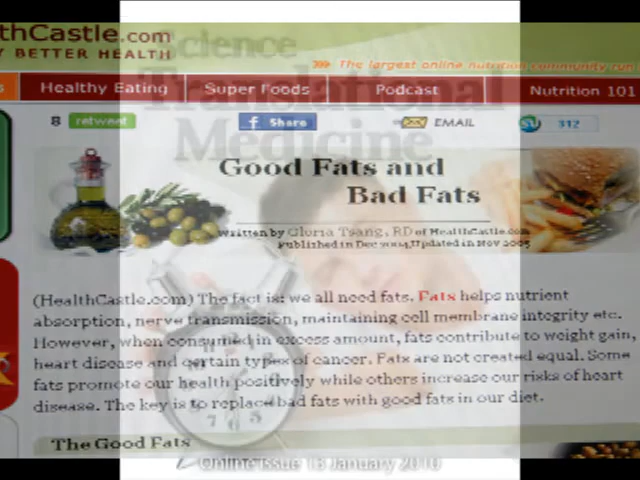 thCastle.com
Y BETTER HEALTH
Science
Translational
Medicine
The largest online nutrition community
Healthy Eating
Super Foods
Podcast
Nutrition 101
8 retweet
Share
EMAIL
312
Good Fats and
Bad Fats
written by Gloria Tsang, RD of HealthCastle.com
Published in Dec 2004; Updated in Nov 2005
(HealthCastle.com) The fact is: we all need fats. Fats helps nutrient
absorption, nerve transmission, maintaining cell membrane integrity etc.
However, when consumed in excess amount, fats contribute to weight gain,
heart disease and certain types of cancer. Fats are not created equal. Some
fats promote our health positively while others increase our risks of heart
disease. The key is to replace bad fats with good fats in our diet.
The Good Fats
Online Issue 13 January 2010